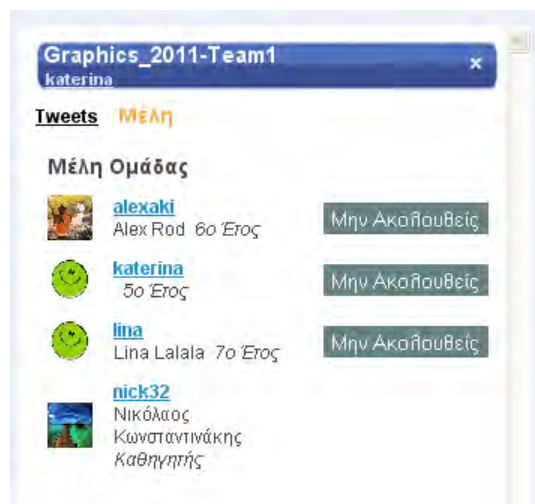 Graphics_2011-Team1
×
katerina
Tweets Μέλη
Μέλη Ομάδας
alexaki
Alex Rod 6ο Έτος
Μην Ακολουθείς
katerina
5ο Έτος
Μην Ακολουθείς
lina
Lina Lalala 7ο Έτος
Μην Ακολουθείς
nick32
Νικόλαος
Κωνσταντινάκης
Καθηγητής